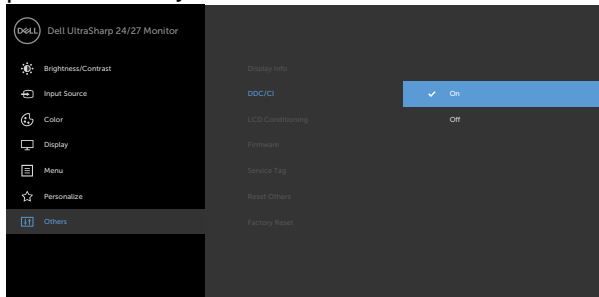 DELL
Dell UltraSharp 24/27 Monitor
Brightness/Contrast
Input Source
Color
Display
Menu
Personalize
Others
Display Info
DDC/CI
LCD Conditioning
Firmware
Service Tag
Reset Others
Factory Reset
On
Off